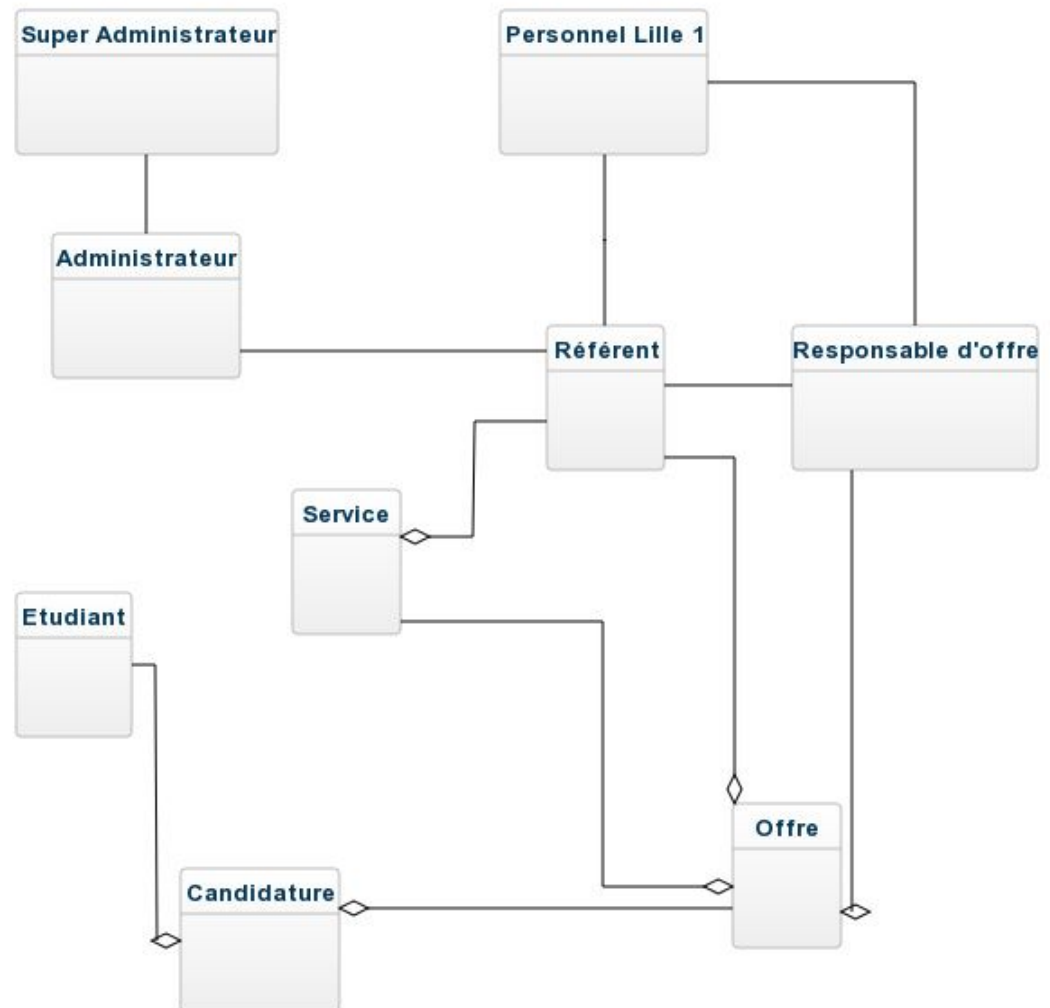 Super Administrateur
Personnel Lille 1
Administrateur
Référent
Responsable d'offre
Service
Etudiant
Offre
Candidature